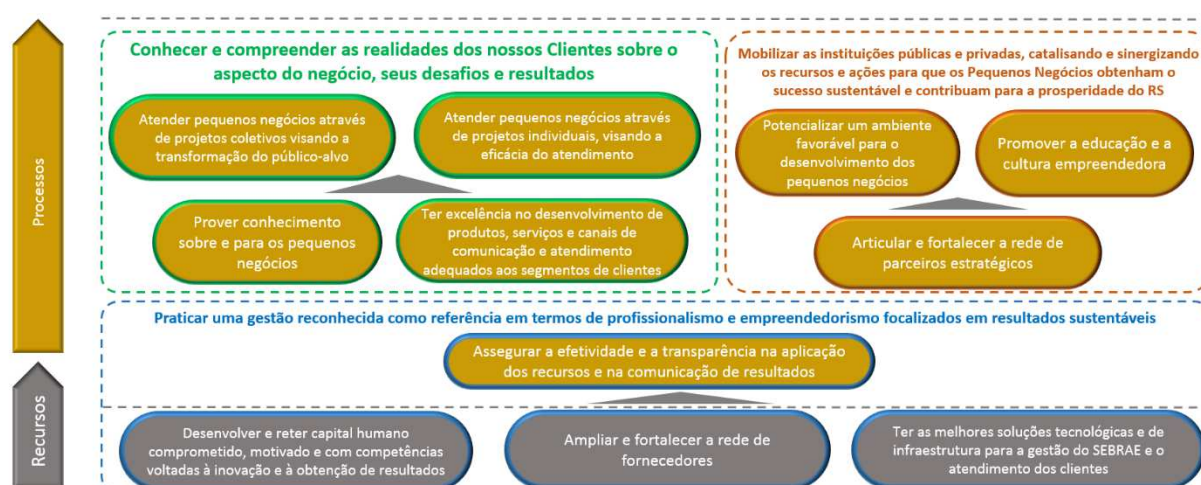 Processos
Conhecer e compreender as realidades dos nossos Clientes sobre o
aspecto do negócio, seus desafios e resultados
Atender pequenos negócios através
de projetos coletivos visando a
transformação do público-alvo
Atender pequenos negócios através
de projetos individuais, visando a
eficácia do atendimento
Prover conhecimento
sobre e para os pequenos
negócios
Ter excelência no desenvolvimento de
produtos, serviços e canais de
comunicação e atendimento
adequados aos segmentos de clientes
Mobilizar as instituições públicas e privadas, catalisando e sinergizando
os recursos e ações para que os Pequenos Negócios obtenham o
sucesso sustentável e contribuam para a prosperidade do RS
Potencializar um ambiente
favorável para o
desenvolvimento dos
pequenos negócios
Promover a educação e a
cultura empreendedora
Articular e fortalecer a rede de
parceiros estratégicos
Praticar uma gestão reconhecida como referência em termos de profissionalismo e empreendedorismo focalizados em resultados sustentáveis
Assegurar a efetividade e a transparência na aplicação
dos recursos e na comunicação de resultados
Recursos
Desenvolver e reter capital humano
comprometido, motivado e com competências
voltadas à inovação e à obtenção de resultados
Ampliar e fortalecer a rede de
fornecedores
Ter as melhores soluções tecnológicas e de
infraestrutura para a gestão do SEBRAE e o
atendimento dos clientes